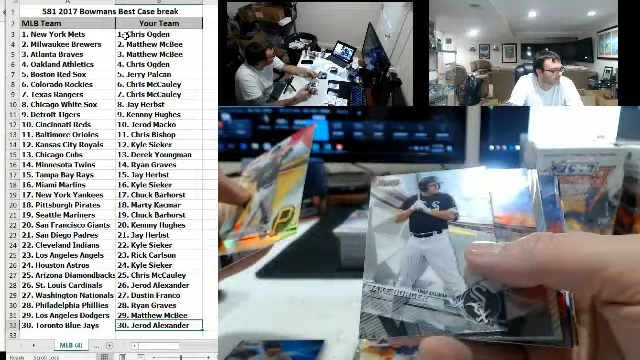 581 2017 Bowmans Best Case break
MLB Team Your Team
1. New York Mets 1. Chris Ogden
2. Milwaukee Brewers 2. Matthew McBee
3. Atlanta Braves 3. Matthew McBee
4. Oakland Athletics 4. Chris Ogden
5. Boston Red Sox 5. Jerry Palcan
6. Colorado Rockies 6. Chris McCauley
7. Texas Rangers 7. Chris McCauley
8. Chicago White Sox 8. Jay Herbst
9. Detroit Tigers 9. Kennny Hughes
10. Cincinnati Reds 10. Jerod Macko
11. Baltimore Orioles 11. Chris Bishop
12. Kansas City Royals 12. Kyle Sieker
13. Chicago Cubs 13. Derek Youngman
14. Minnesota Twins 14. Ryan Graves
15. Tampa Bay Rays 15. Jay Herbst
16. Miami Marlins 16. Kyle Sieker
17. New York Yankees 17. Chuck Barhorst
18. Pittsburgh Pirates 18. Marty Kacmar
19. Seattle Mariners 19. Chuck Barhorst
20. San Francisco Giants 20. Kennny Hughes
21. San Diego Padres 21. Jay Herbst
22. Cleveland Indians 22. Kyle Sieker
23. Los Angeles Angels 23. Rick Carlson
24. Houston Astros 24. Kyle Sieker
25. Arizona Diamondbacks 25. Chris McCauley
26. St. Louis Cardinals 26. Jerod Alexander
27. Washington Nationals 27. Dustin Franco
28. Philadelphia Phillies 28. Ryan Graves
29. Los Angeles Dodgers 29. Matthew McBee
30. Toronto Blue Jays 30. Jerod Alexander
MLB (4)
Scroll Lock